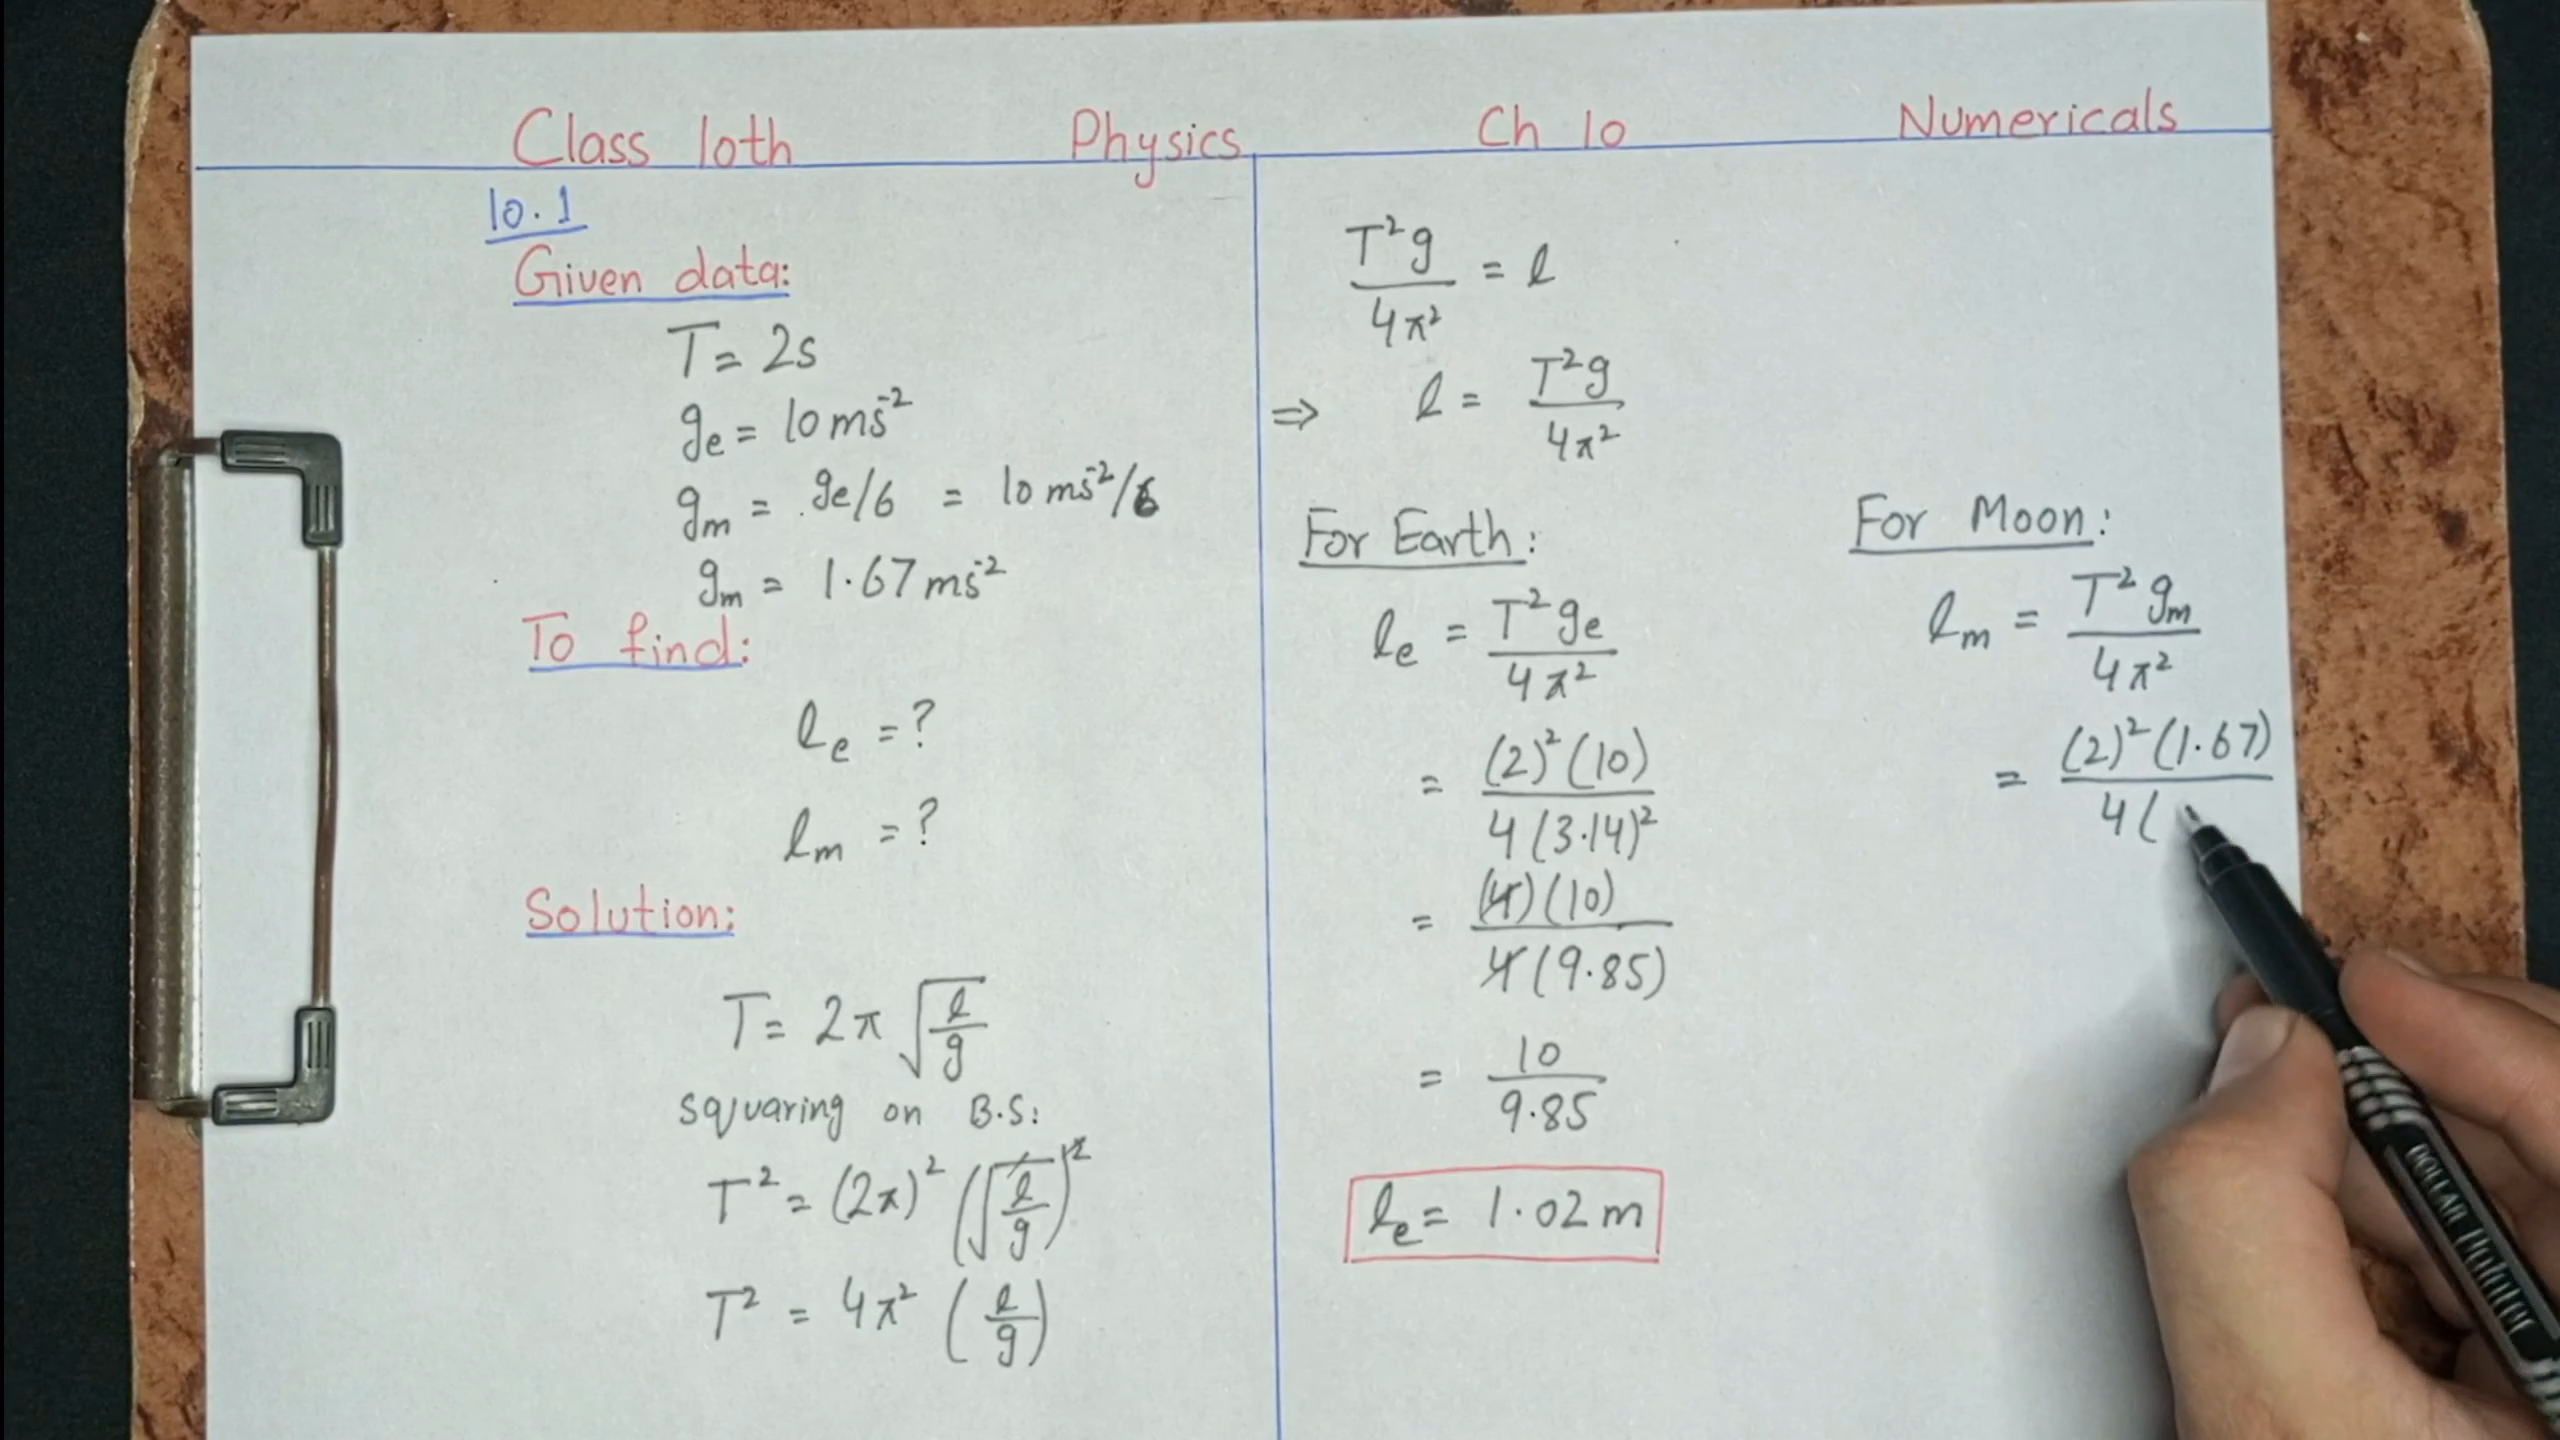 Class 10th Physics Ch 10 Numericals
10.1
Given data:
T = 2s
ge = 10 ms⁻²
gm = ge/6 = 10 ms⁻²/6
gm = 1.67 ms⁻²
To find:
le = ?
lm = ?
Solution:
T = 2π √(l/g)
squaring on B.S:
T² = (2π)² (√(l/g))²
T² = 4π² (l/g)
T²g/4π² = l
⇒ l = T²g/4π²
For Earth:
le = T²ge/4π²
= (2)²(10)/4(3.14)²
= (4)(10)/4(9.85)
= 10/9.85
le = 1.02 m
For Moon:
lm = T²gm/4π²
= (2)²(1.67)/4(
DOLLAR POINTER